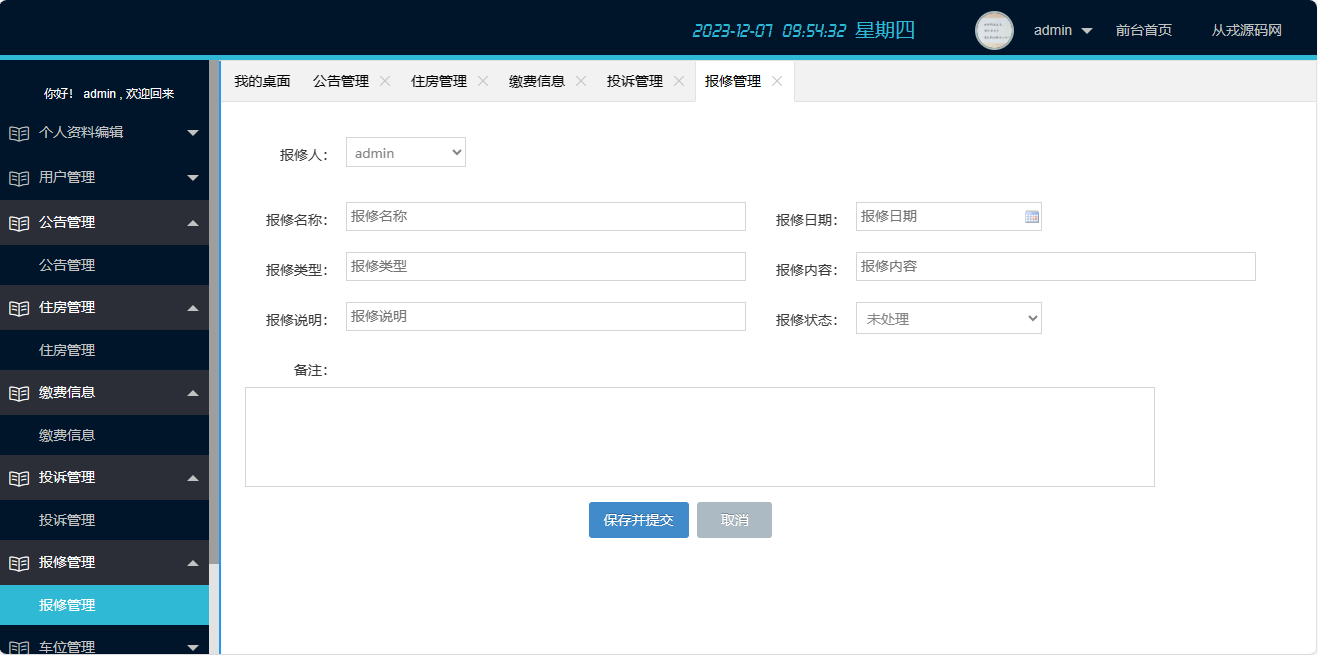 2023-12-07 09:54:32 星期四
admin
前台首页
从戎源码网
你好！ admin , 欢迎回来
个人资料编辑
用户管理
公告管理
公告管理
住房管理
住房管理
缴费信息
缴费信息
投诉管理
投诉管理
报修管理
报修管理
车位管理
我的桌面 公告管理 住房管理 缴费信息 投诉管理 报修管理
报修人： admin
报修名称： 报修名称 报修日期： 报修日期
报修类型： 报修类型 报修内容： 报修内容
报修说明： 报修说明 报修状态： 未处理
备注：
保存并提交 取消